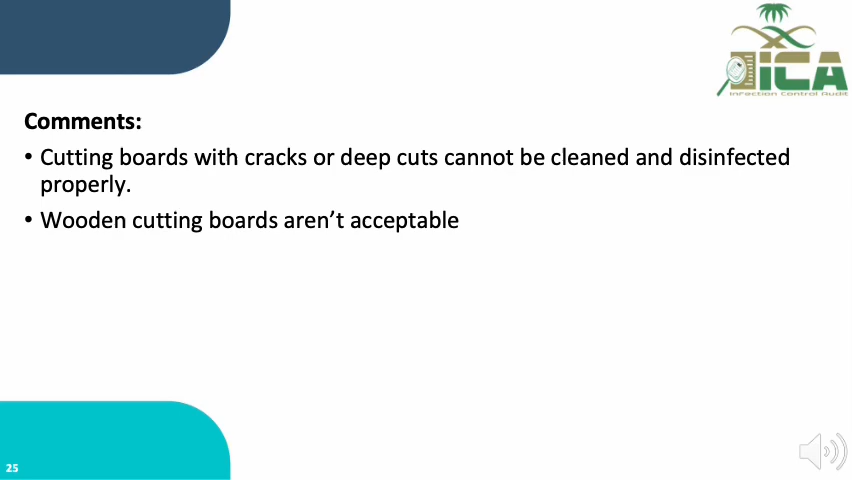 iCA
Infection Control Audit
Comments:
• Cutting boards with cracks or deep cuts cannot be cleaned and disinfected
properly.
• Wooden cutting boards aren’t acceptable
25